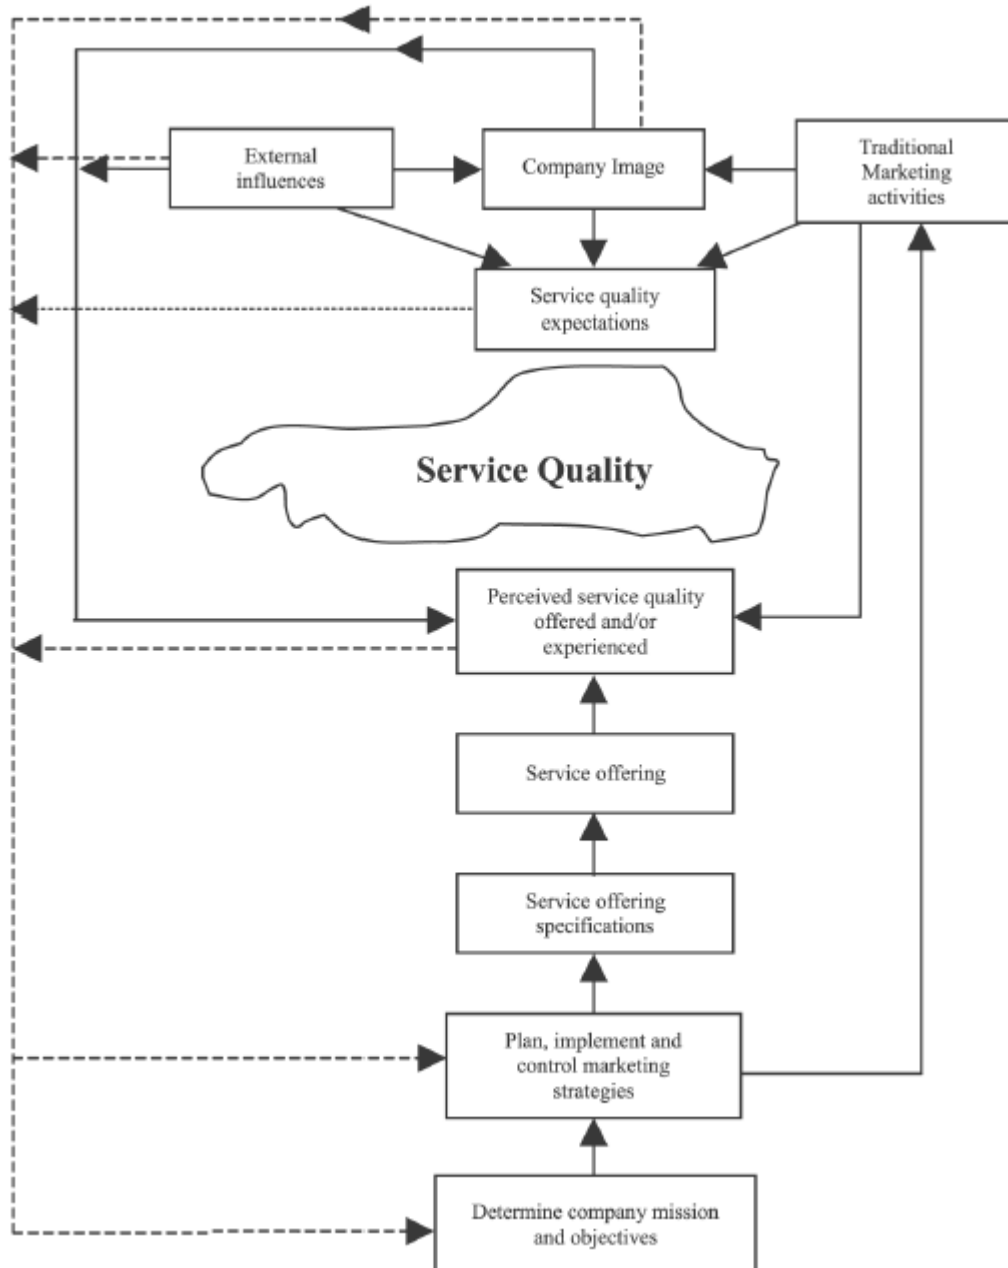 External
influences
Company Image
Traditional
Marketing
activities
Service quality
expectations
Service Quality
Perceived service quality
offered and/or
experienced
Service offering
Service offering
specifications
Plan, implement and
control marketing
strategies
Determine company mission
and objectives